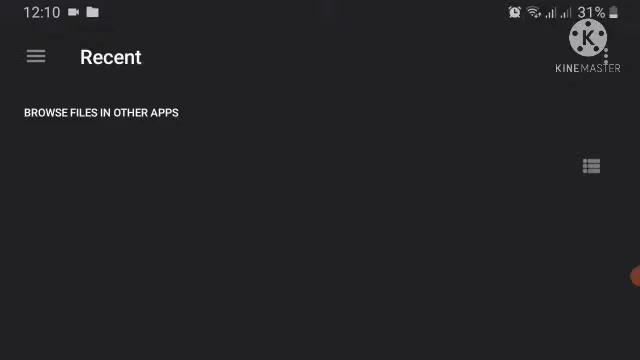 12:10
31%
KINEMASTER
Recent
BROWSE FILES IN OTHER APPS